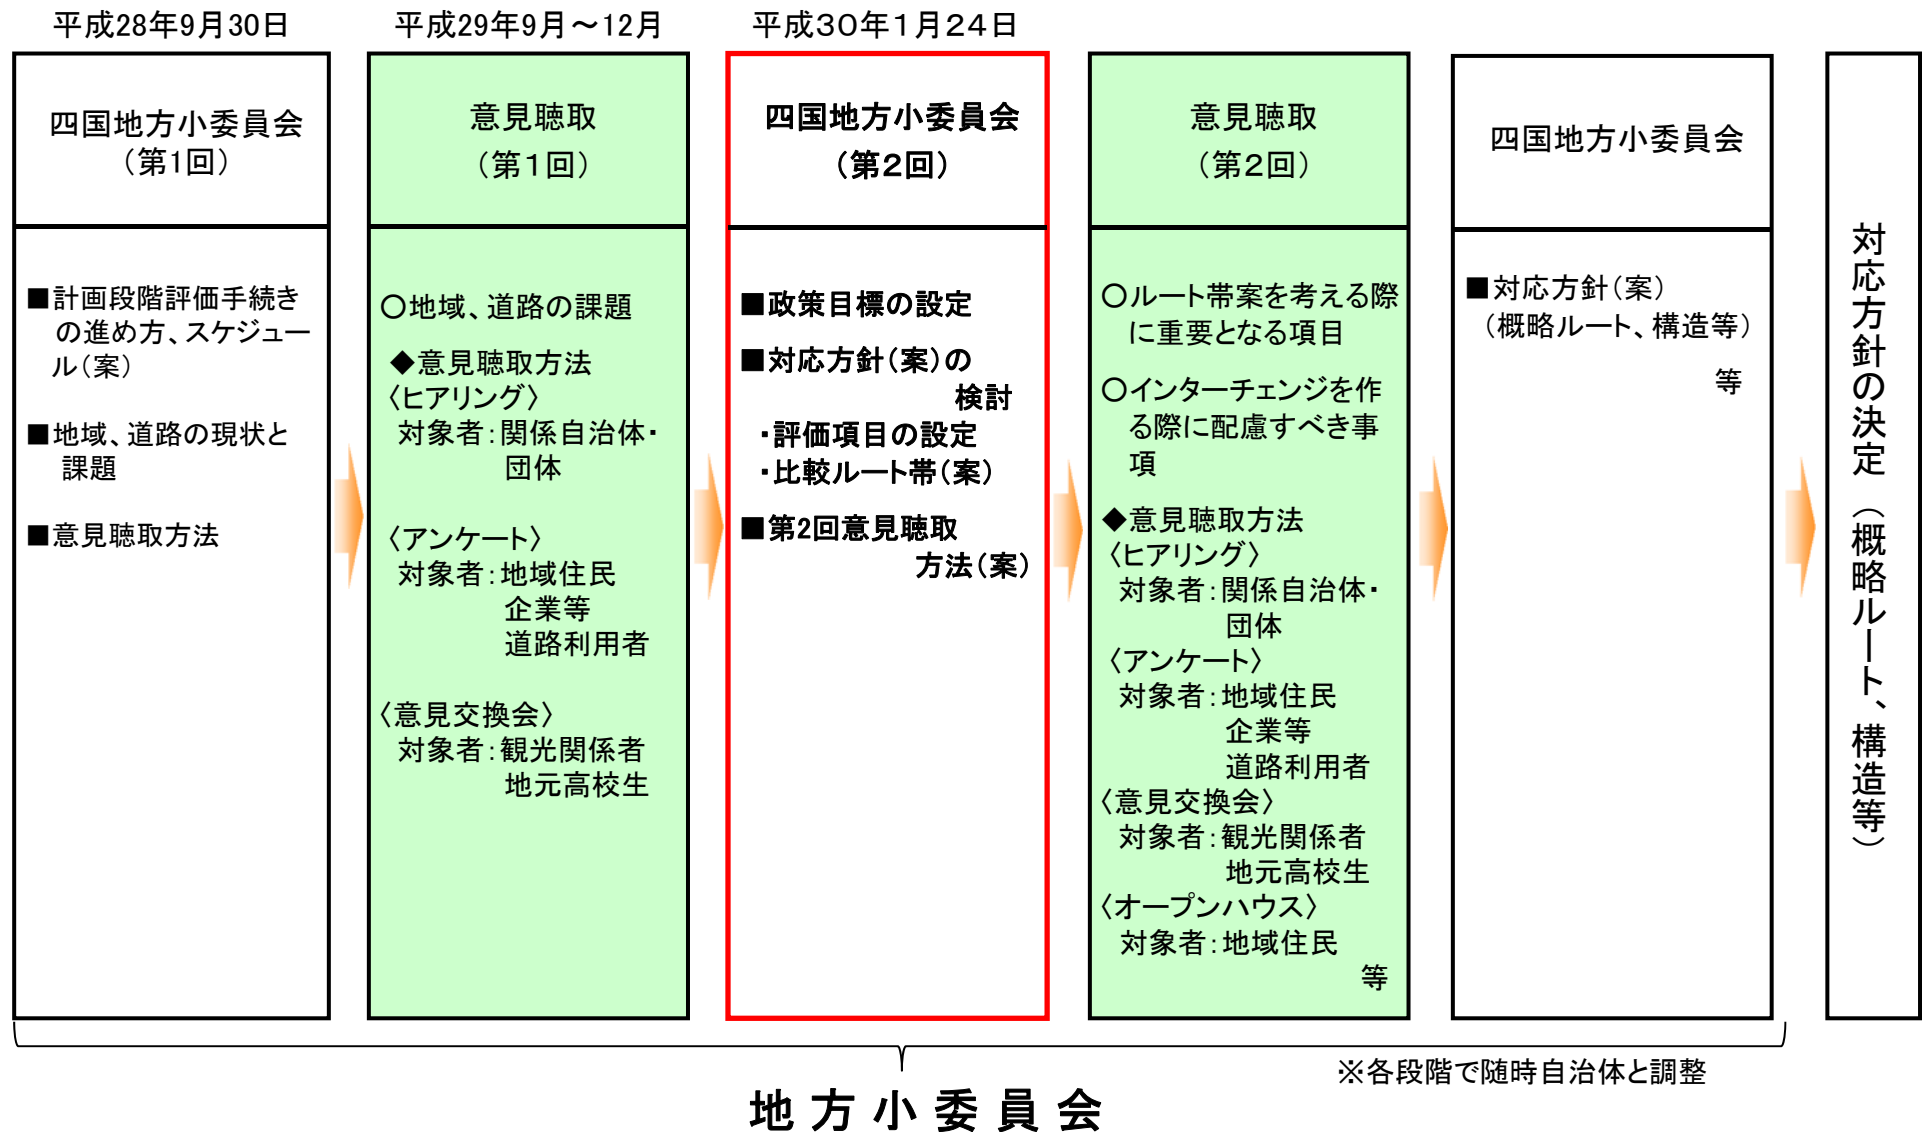 平成28年9月30日
四国地方小委員会
（第1回）
■計画段階評価手続き
の進め方、スケジュー
ル（案）
■地域、道路の現状と
課題
■意見聴取方法
平成29年9月～12月
意見聴取
（第１回）
○地域、道路の課題
◆意見聴取方法
〈ヒアリング〉
対象者：関係自治体・
団体
〈アンケート〉
対象者：地域住民
企業等
道路利用者
〈意見交換会〉
対象者：観光関係者
地元高校生
平成３０年１月２４日
四国地方小委員会
（第２回）
■政策目標の設定
■対応方針（案）の
検討
・評価項目の設定
・比較ルート帯（案）
■第2回意見聴取
方法（案）
意見聴取
（第２回）
○ルート帯案を考える際
に重要となる項目
○インターチェンジを作
る際に配慮すべき事
項
◆意見聴取方法
〈ヒアリング〉
対象者：関係自治体・
団体
〈アンケート〉
対象者：地域住民
企業等
道路利用者
〈意見交換会〉
対象者：観光関係者
地元高校生
〈オープンハウス〉
対象者：地域住民
等
四国地方小委員会
■対応方針（案）
（概略ルート、構造等）
等
対応方針の決定（概略ルート、構造等）
※各段階で随時自治体と調整
地方小委員会